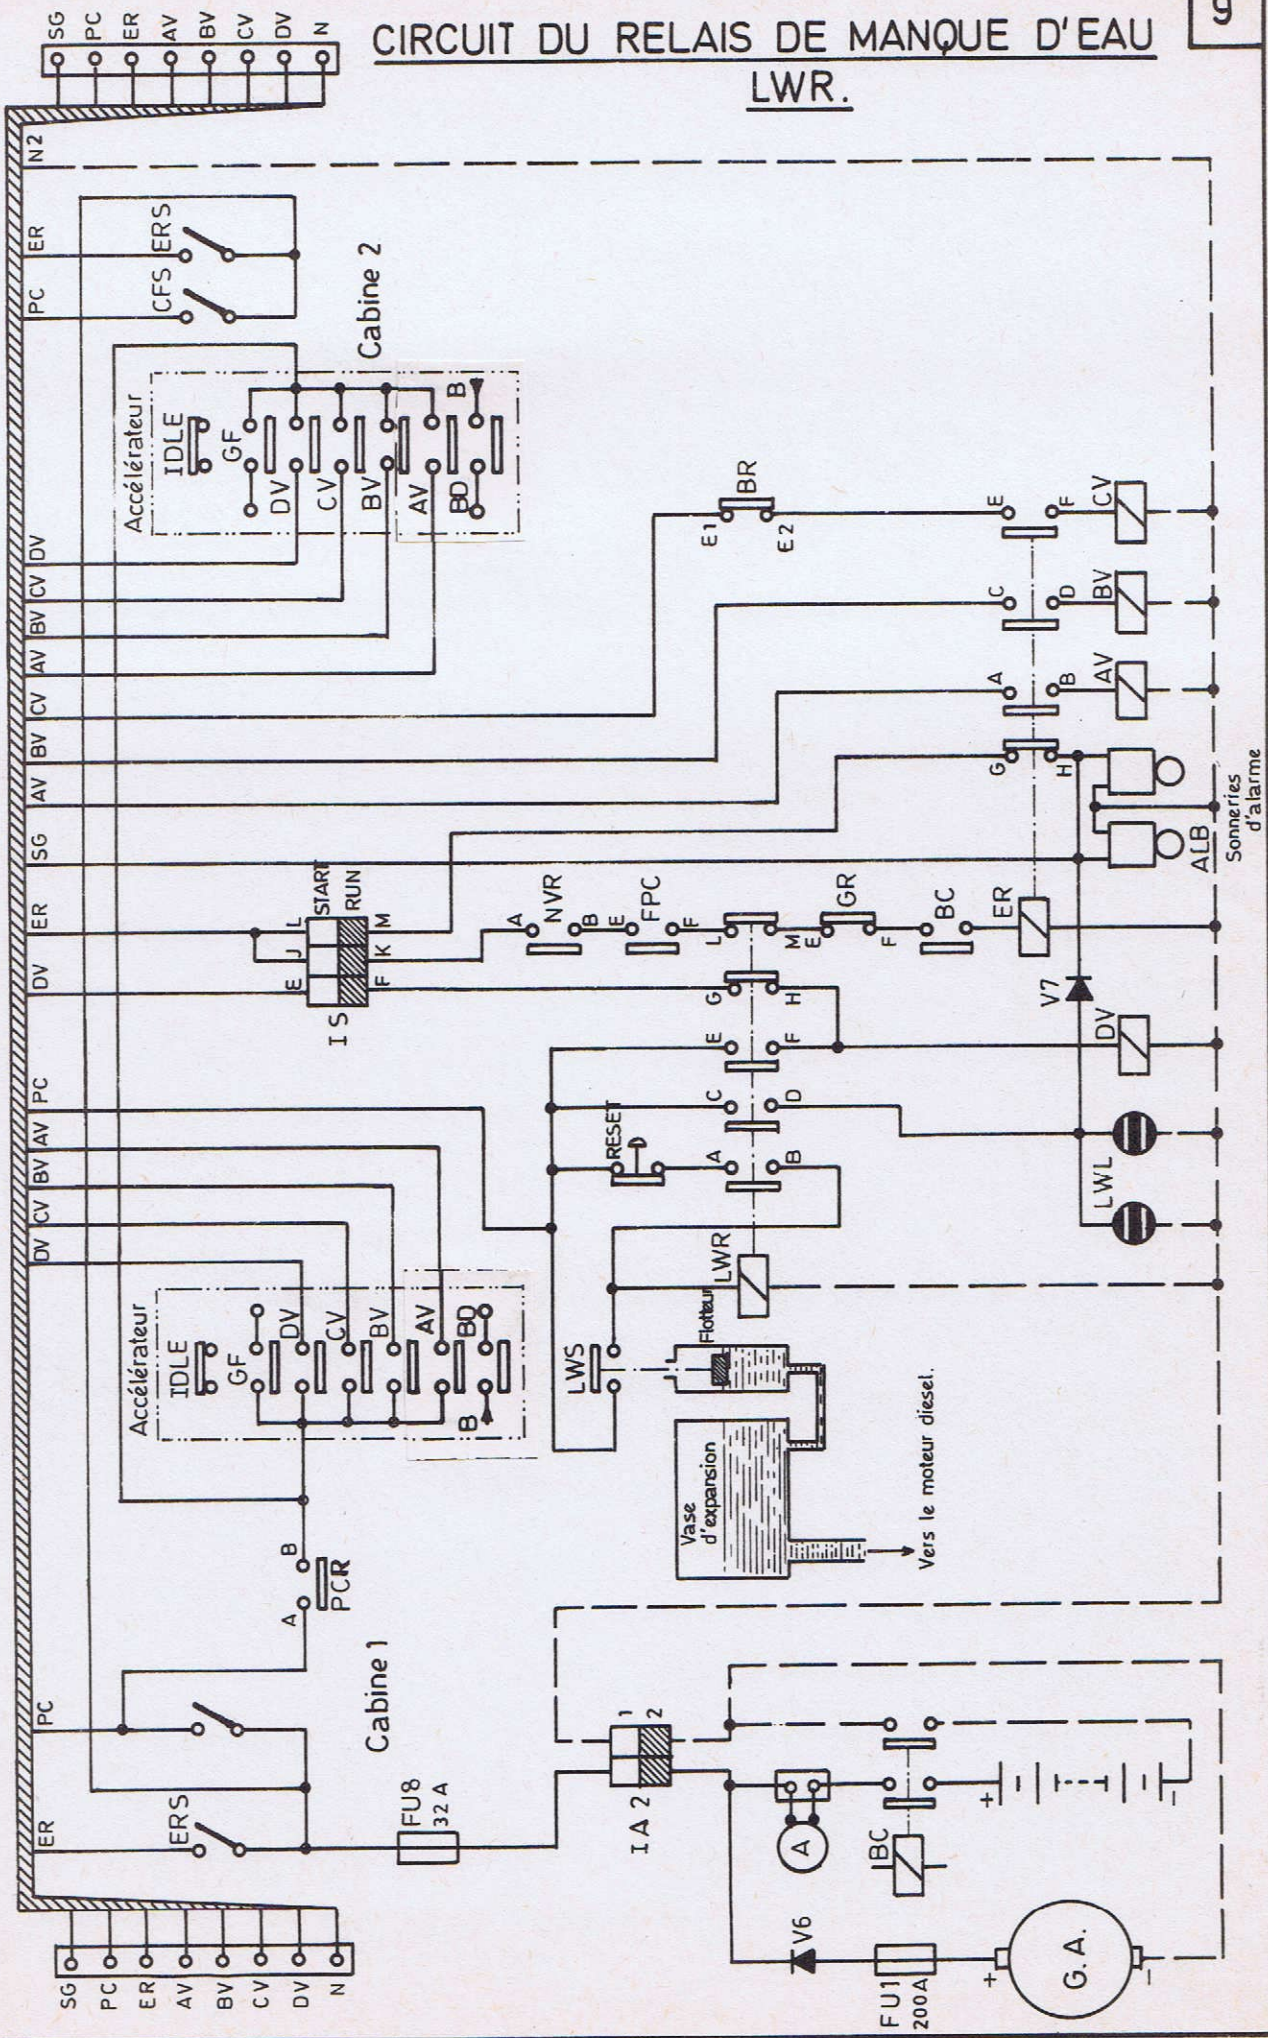 CIRCUIT DU RELAIS DE MANQUE D'EAU
LWR.
9
SG
PC
ER
AV
BV
CV
DV
N
N2
ER
PC
ERS
CFS
Cabine 2
Accélérateur
IDLE
GF
DV
CV
BV
AV
BD
B
DV
CV
BV
AV
CV
BV
AV
SG
ER
DV
PC
AV
BV
CV
DV
BR
E1
E2
E
F
CV
C
D
BV
A
B
AV
G
H
ALB
Sonneries
d'alarme
START
RUN
L
J
E
M
K
F
IS
A
NVR
B
E
FPC
F
L
M
E
GR
F
BC
ER
G
H
E
F
C
D
A
B
RESET
V7
DV
LWL
LWR
LWS
Flotteur
Vase
d'expansion
Vers le moteur diesel.
Accélérateur
IDLE
GF
DV
CV
BV
AV
BD
B
B
A
PCR
Cabine 1
PC
ER
ERS
FU8
32 A
1
2
IA 2
A
BC
+
-
V6
FU1
200A
+
G.A.
-
SG
PC
ER
AV
BV
CV
DV
N